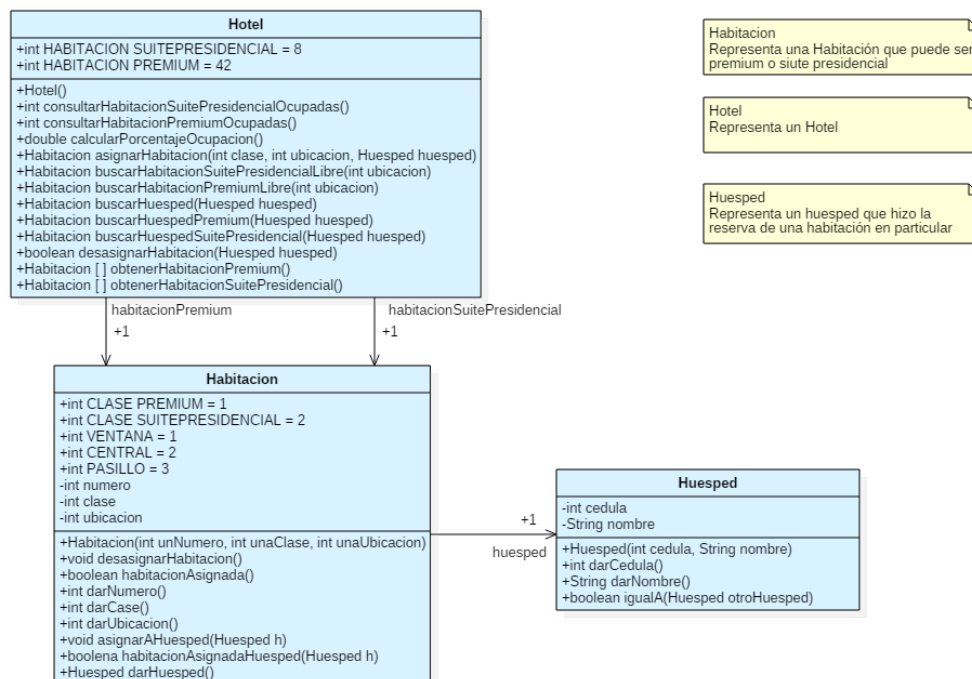 Hotel
+int HABITACION SUITEPRESIDENCIAL = 8
+int HABITACION PREMIUM = 42
+Hotel()
+int consultarHabitacionSuitePresidencialOcupadas()
+int consultarHabitacionPremiumOcupadas()
+double calcularPorcentajeOcupacion()
+Habitacion asignarHabitacion(int clase, int ubicacion, Huesped huesped)
+Habitacion buscarHabitacionSuitePresidencialLibre(int ubicacion)
+Habitacion buscarHabitacionPremiumLibre(int ubicacion)
+Habitacion buscarHuesped(Huesped huesped)
+Habitacion buscarHuespedPremium(Huesped huesped)
+Habitacion buscarHuespedSuitePresidencial(Huesped huesped)
+boolean desasignarHabitacion(Huesped huesped)
+Habitacion [ ] obtenerHabitacionPremium()
+Habitacion [ ] obtenerHabitacionSuitePresidencial()
Habitacion
Representa una Habitación que puede ser
premium o siute presidencial
Hotel
Representa un Hotel
Huesped
Representa un huesped que hizo la
reserva de una habitación en particular
habitacionPremium
+1
habitacionSuitePresidencial
+1
Habitacion
+int CLASE PREMIUM = 1
+int CLASE SUITEPRESIDENCIAL = 2
+int VENTANA = 1
+int CENTRAL = 2
+int PASILLO = 3
-int numero
-int clase
-int ubicacion
+Habitacion(int unNumero, int unaClase, int unaUbicacion)
+void desasignarHabitacion()
+boolean habitacionAsignada()
+int darNumero()
+int darCase()
+int darUbicacion()
+void asignarAHuesped(Huesped h)
+boolena habitacionAsignadaHuesped(Huesped h)
+Huesped darHuesped()
+1
huesped
Huesped
-int cedula
-String nombre
+Huesped(int cedula, String nombre)
+int darCedula()
+String darNombre()
+boolean igualA(Huesped otroHuesped)